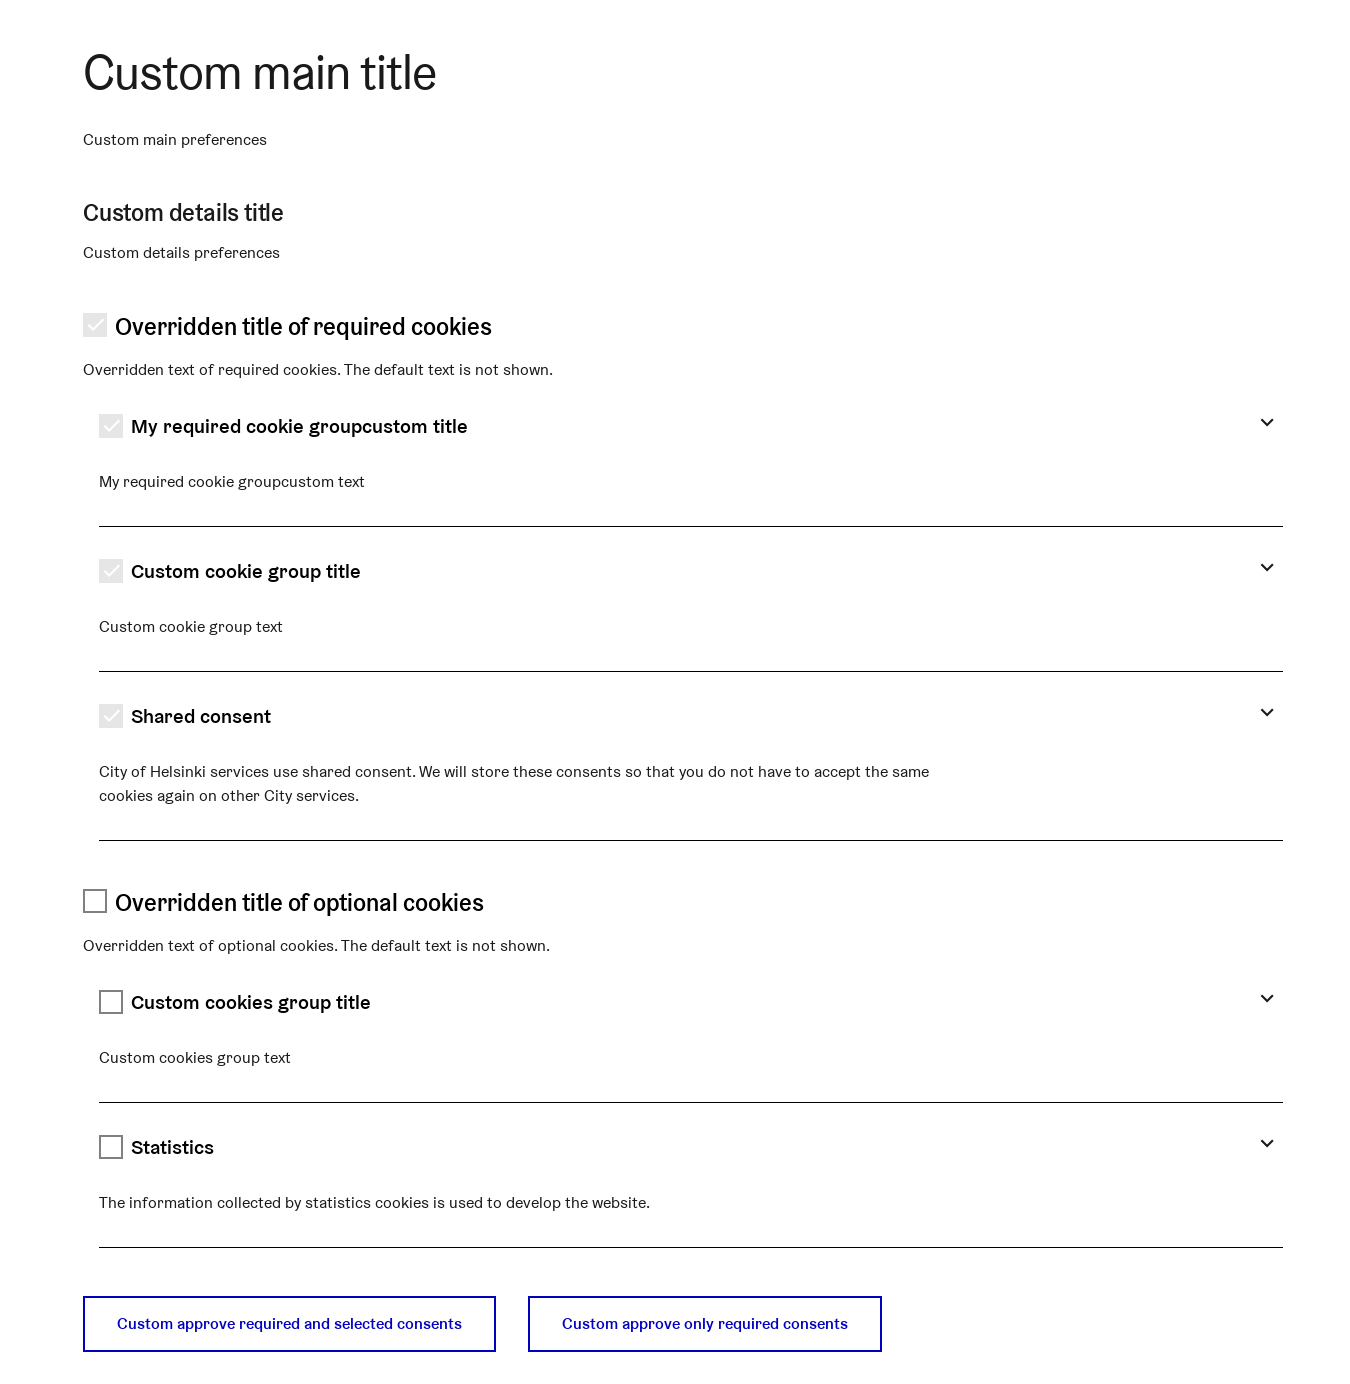 Custom main title
Custom main preferences
Custom details title
Custom details preferences
Overridden title of required cookies
Overridden text of required cookies. The default text is not shown.
My required cookie groupcustom title
My required cookie groupcustom text
Custom cookie group title
Custom cookie group text
Shared consent
City of Helsinki services use shared consent. We will store these consents so that you do not have to accept the same
cookies again on other City services.
Overridden title of optional cookies
Overridden text of optional cookies. The default text is not shown.
Custom cookies group title
Custom cookies group text
Statistics
The information collected by statistics cookies is used to develop the website.
Custom approve required and selected consents
Custom approve only required consents